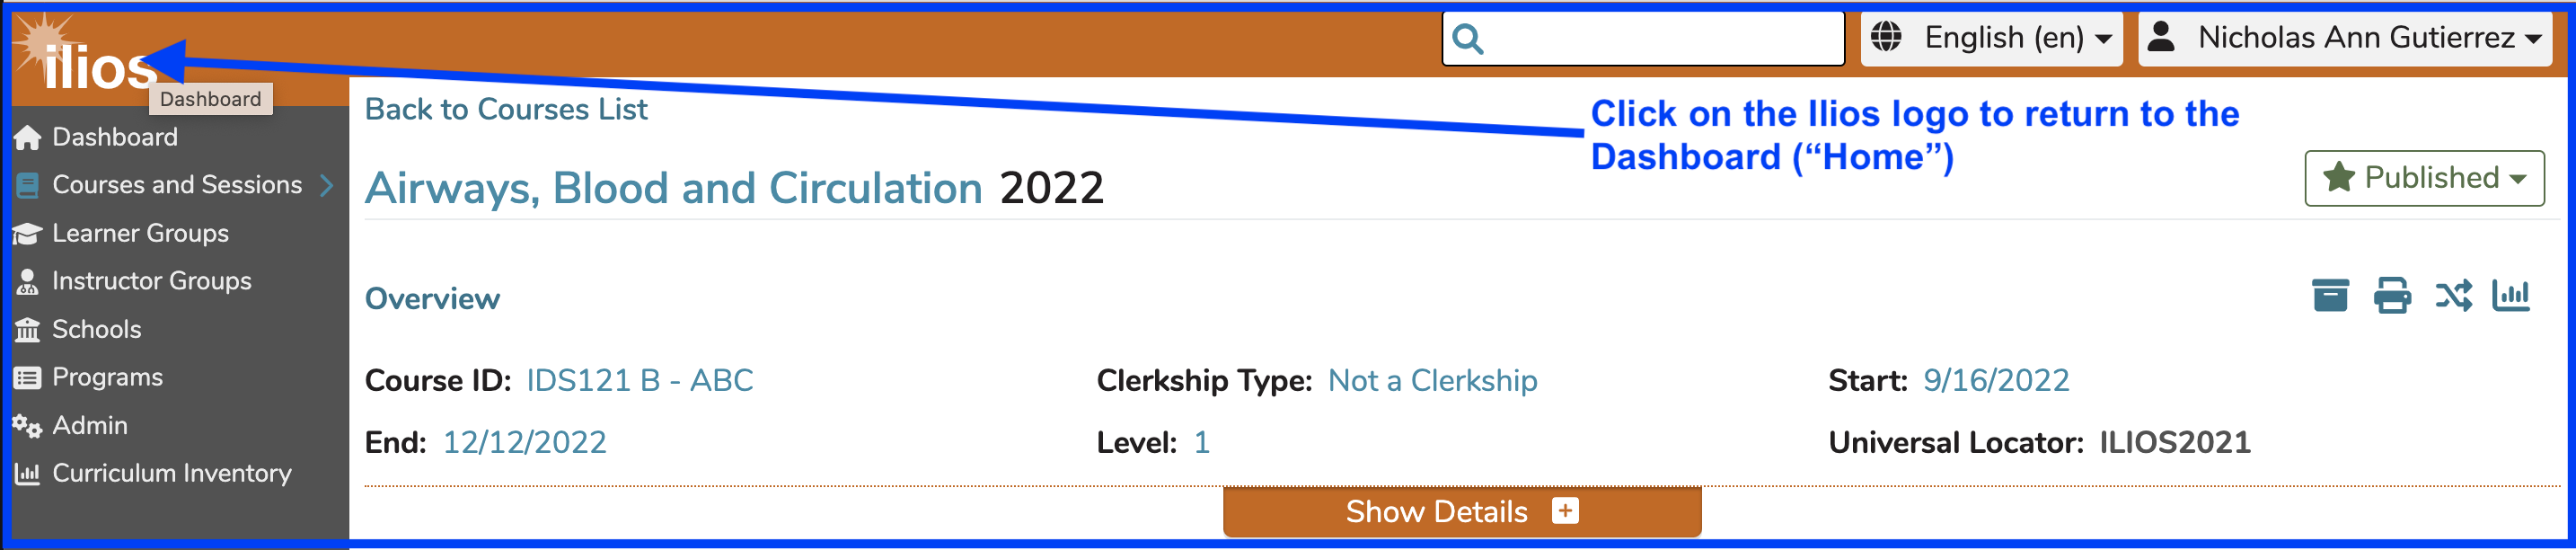 ilios
English (en)
Nicholas Ann Gutierrez
Dashboard
Dashboard
Courses and Sessions
Learner Groups
Instructor Groups
Schools
Programs
Admin
Curriculum Inventory
Back to Courses List
Click on the Ilios logo to return to the
Dashboard (“Home”)
Airways, Blood and Circulation 2022
Published
Overview
Course ID: IDS121 B - ABC
Clerkship Type: Not a Clerkship
Start: 9/16/2022
End: 12/12/2022
Level: 1
Universal Locator: ILIOS2021
Show Details